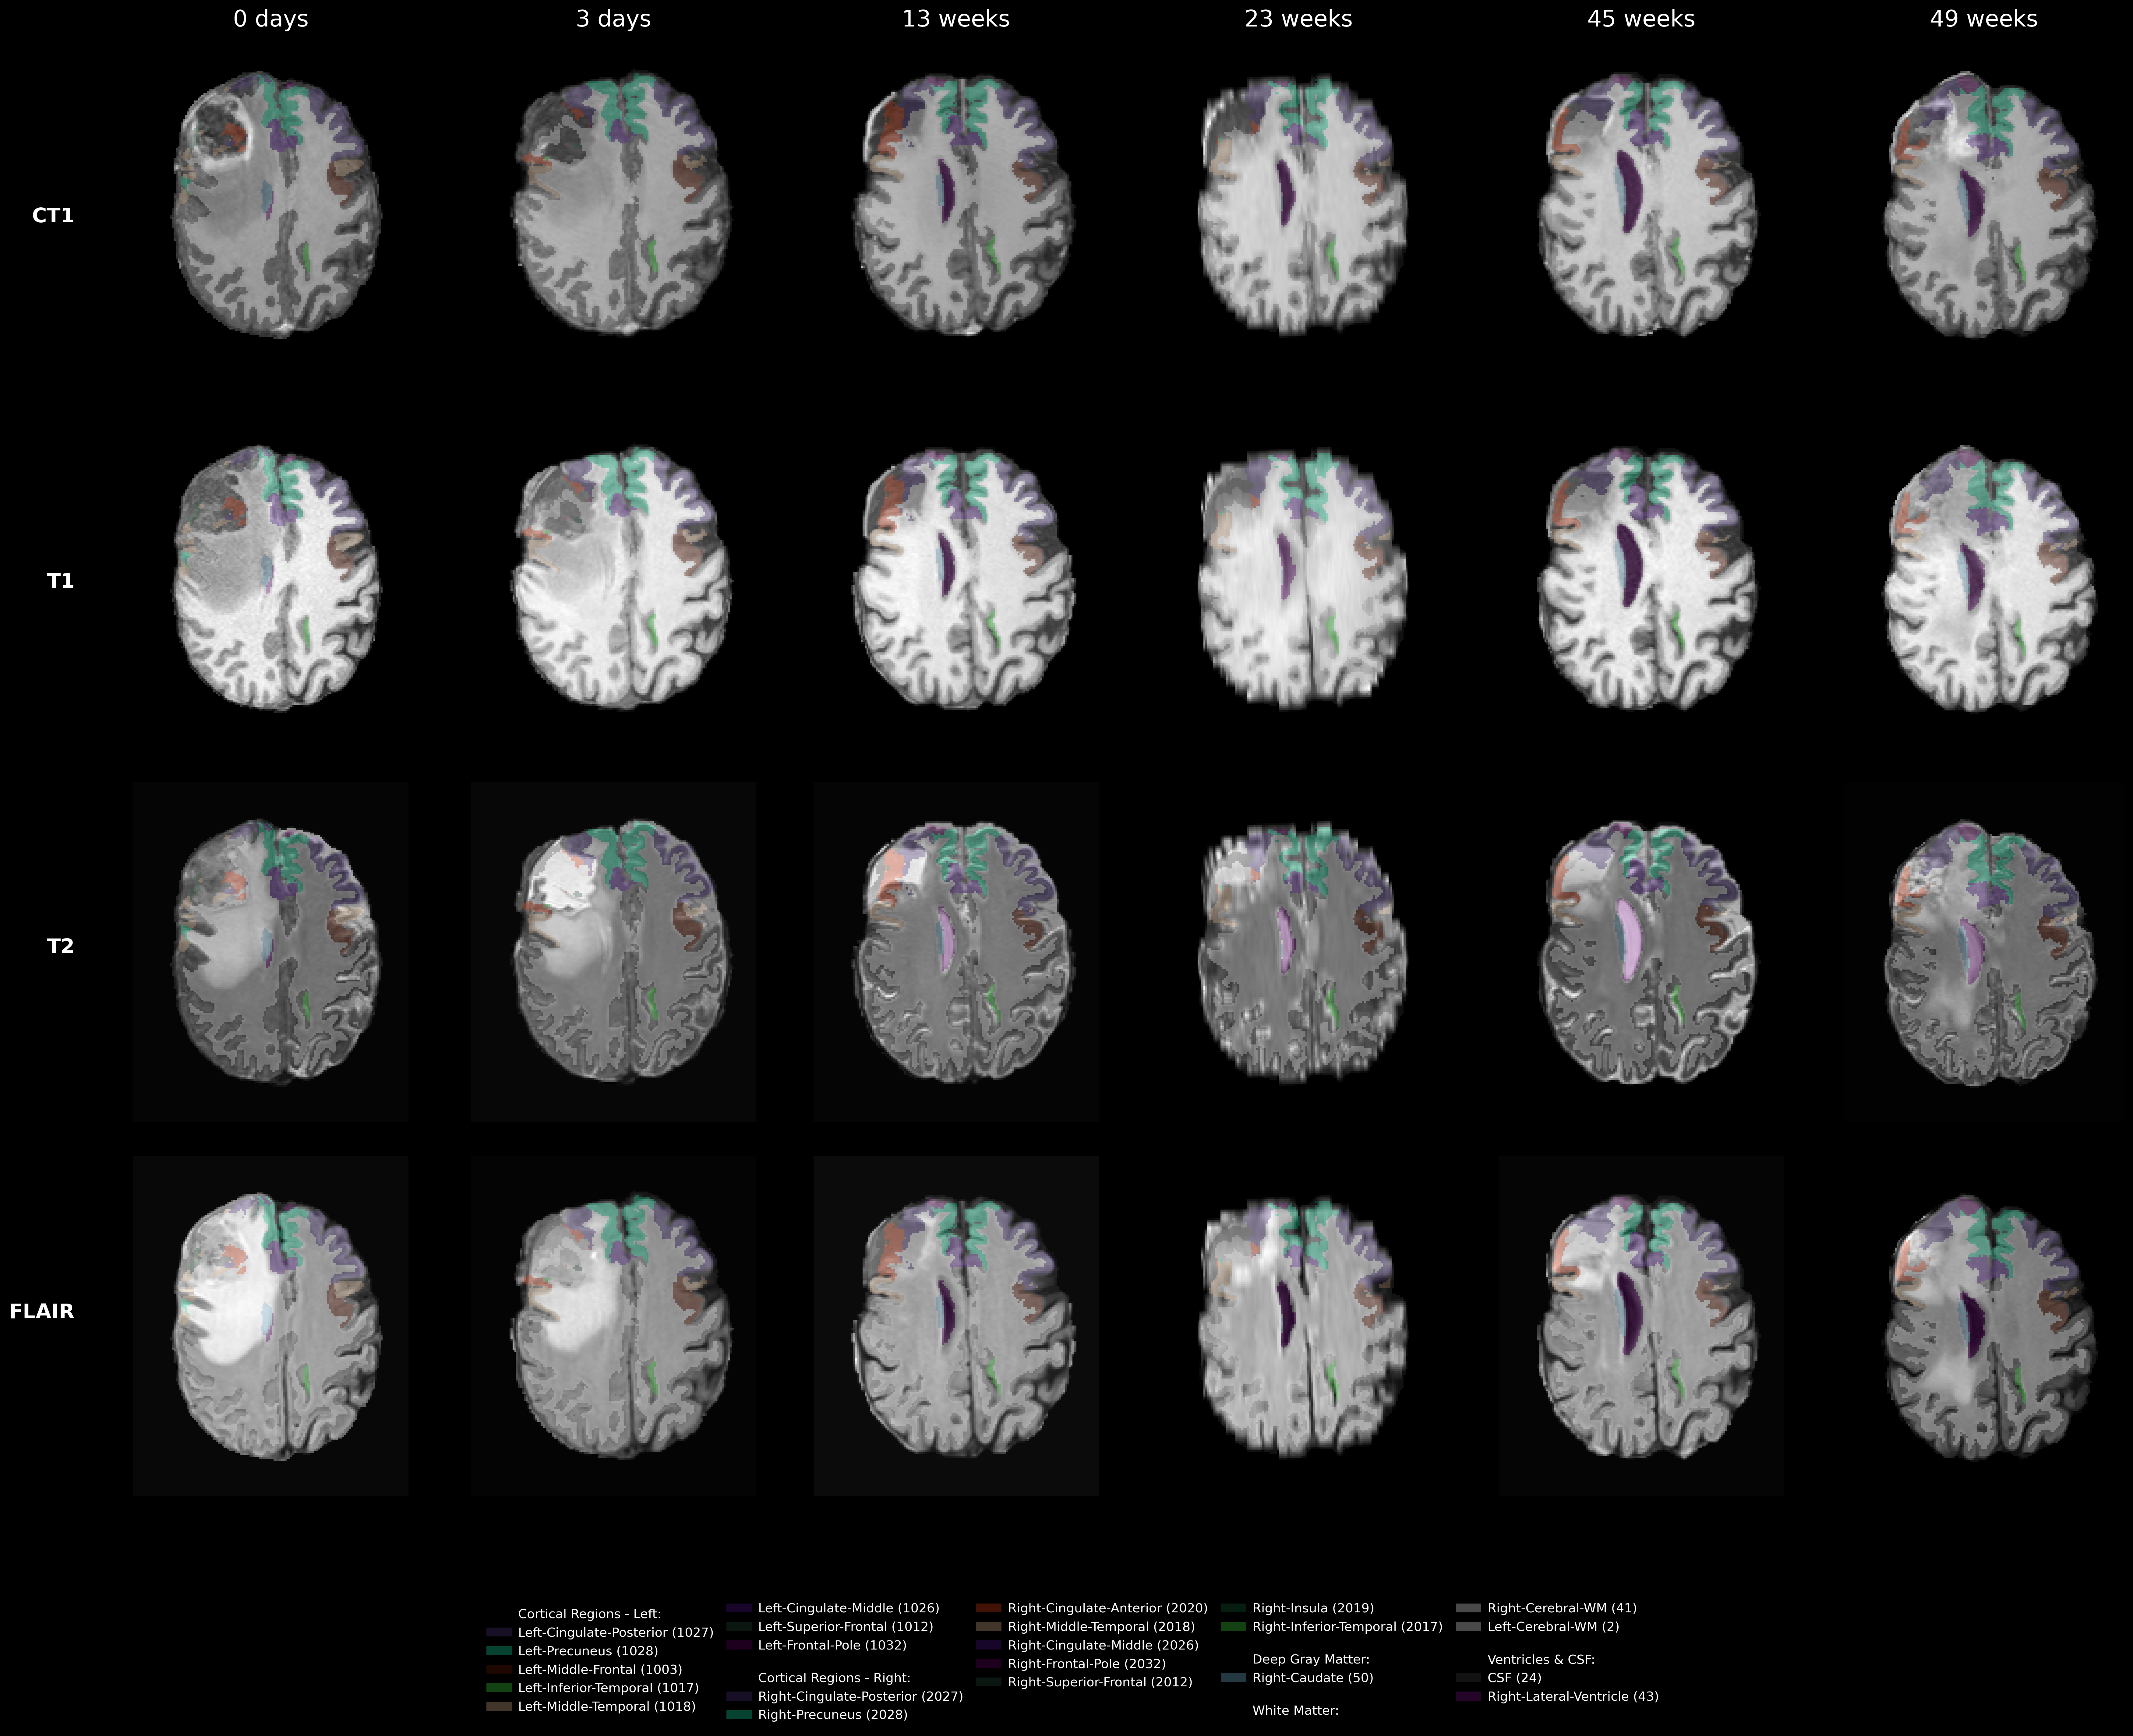 0 days
3 days
13 weeks
23 weeks
45 weeks
49 weeks
CT1
T1
T2
FLAIR
Cortical Regions - Left:
Left-Cingulate-Posterior (1027)
Left-Precuneus (1028)
Left-Middle-Frontal (1003)
Left-Inferior-Temporal (1017)
Left-Middle-Temporal (1018)
Left-Cingulate-Middle (1026)
Left-Superior-Frontal (1012)
Left-Frontal-Pole (1032)
Cortical Regions - Right:
Right-Cingulate-Posterior (2027)
Right-Precuneus (2028)
Right-Cingulate-Anterior (2020)
Right-Middle-Temporal (2018)
Right-Cingulate-Middle (2026)
Right-Frontal-Pole (2032)
Right-Superior-Frontal (2012)
Right-Insula (2019)
Right-Inferior-Temporal (2017)
Deep Gray Matter:
Right-Caudate (50)
White Matter:
Right-Cerebral-WM (41)
Left-Cerebral-WM (2)
Ventricles & CSF:
CSF (24)
Right-Lateral-Ventricle (43)